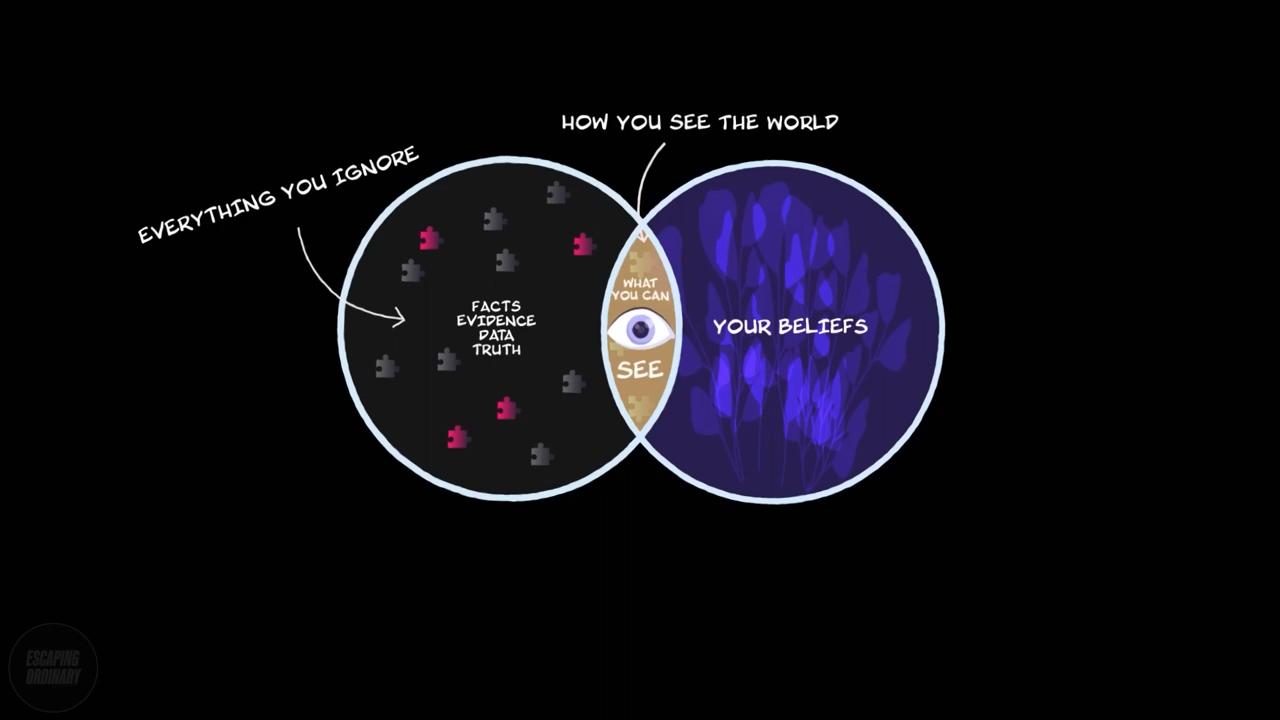 HOW YOU SEE THE WORLD
EVERYTHING YOU IGNORE
FACTS
EVIDENCE
DATA
TRUTH
WHAT
YOU CAN
SEE
YOUR BELIEFS
ESCAPING
ORDINARY